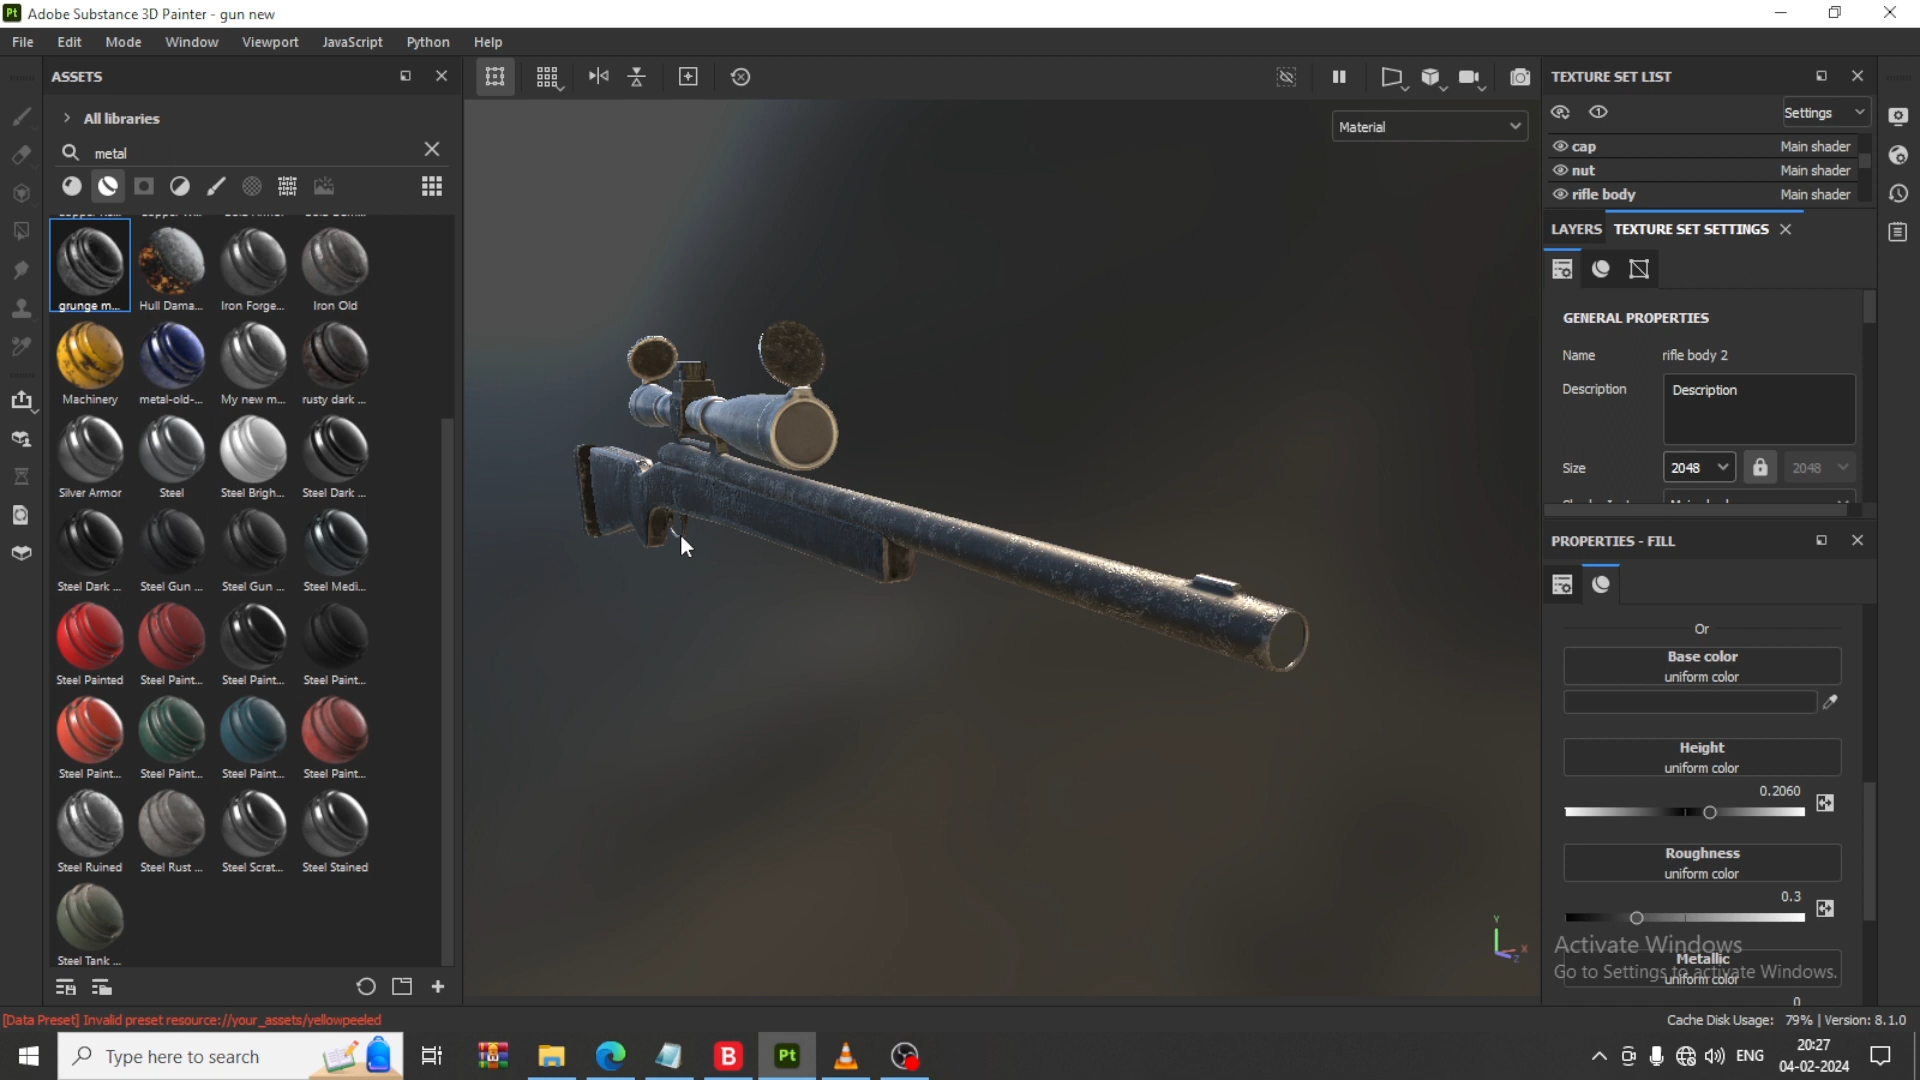 Adobe Substance 3D Painter - gun new
File Edit Mode Window Viewport JavaScript Python Help
ASSETS
All libraries
metal
grunge m... Hull Dama... Iron Forge... Iron Old
Machinery metal-old-... My new m... rusty dark ...
Silver Armor Steel Steel Brigh... Steel Dark ...
Steel Dark ... Steel Gun ... Steel Gun ... Steel Medi...
Steel Painted Steel Paint... Steel Paint... Steel Paint...
Steel Paint... Steel Paint... Steel Paint... Steel Paint...
Steel Ruined Steel Rust ... Steel Scrat... Steel Stained
Steel Tank ...
Material
TEXTURE SET LIST
Settings
cap Main shader
nut Main shader
rifle body Main shader
LAYERS TEXTURE SET SETTINGS
GENERAL PROPERTIES
Name rifle body 2
Description Description
Size 2048 2048
PROPERTIES - FILL
Or
Base color
uniform color
Height
uniform color
0.2060
Roughness
uniform color
0.3
Activate Windows
Metallic
Go to Settings to activate Windows.
uniform color
0
Y
X
Z
[Data Preset] Invalid preset resource://your_assets/yellowpeeled
Cache Disk Usage: 79% | Version: 8.1.0
Type here to search
B
Pt
ENG
20:27
04-02-2024